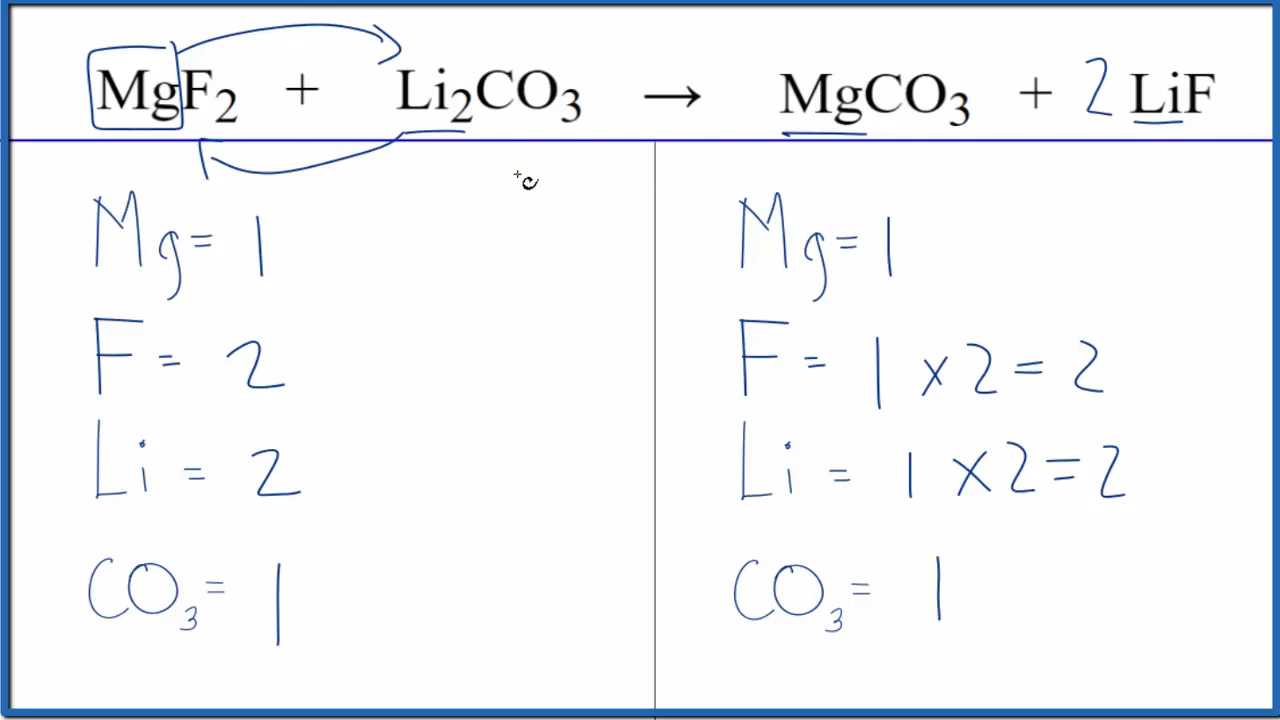 MgF₂ + Li₂CO₃ → MgCO₃ + 2 LiF
Mg = 1
F = 2
Li = 2
CO₃ = 1
Mg = 1
F = 1 x 2 = 2
Li = 1 x 2 = 2
CO₃ = 1